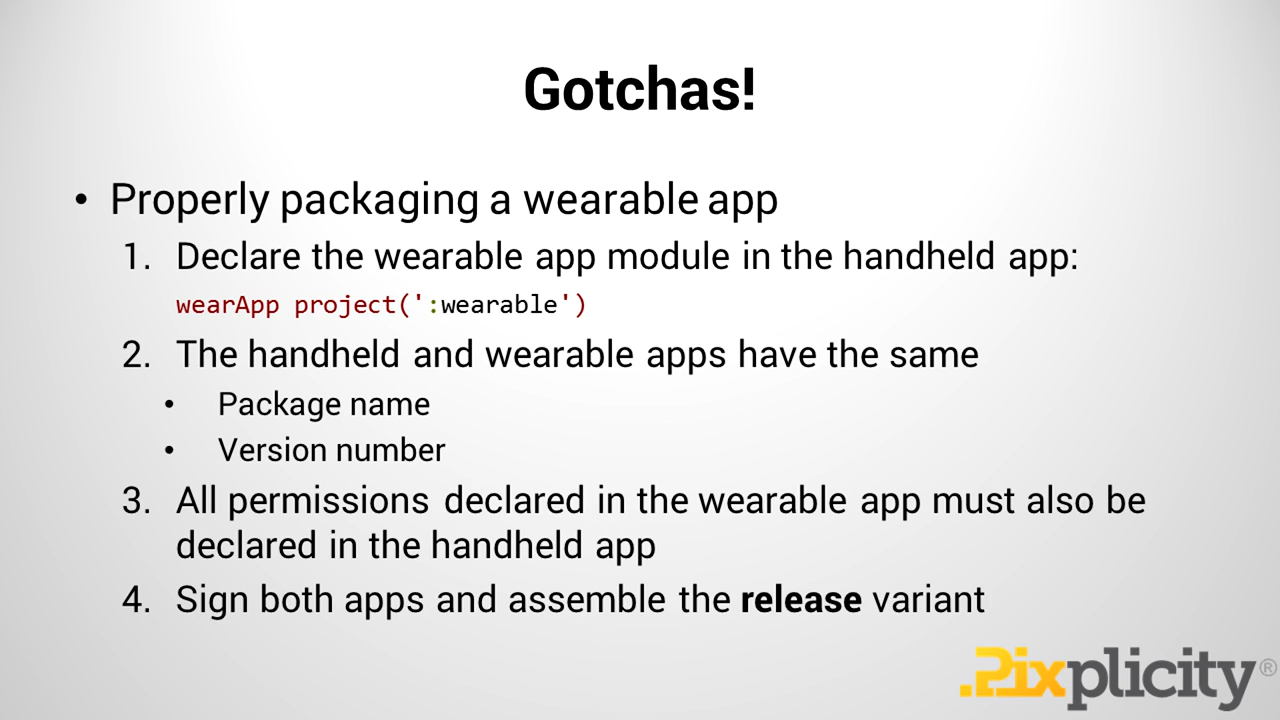 Gotchas!
• Properly packaging a wearable app
1. Declare the wearable app module in the handheld app:
wearApp project(':wearable')
2. The handheld and wearable apps have the same
• Package name
• Version number
3. All permissions declared in the wearable app must also be
declared in the handheld app
4. Sign both apps and assemble the release variant
.Pixplicity®